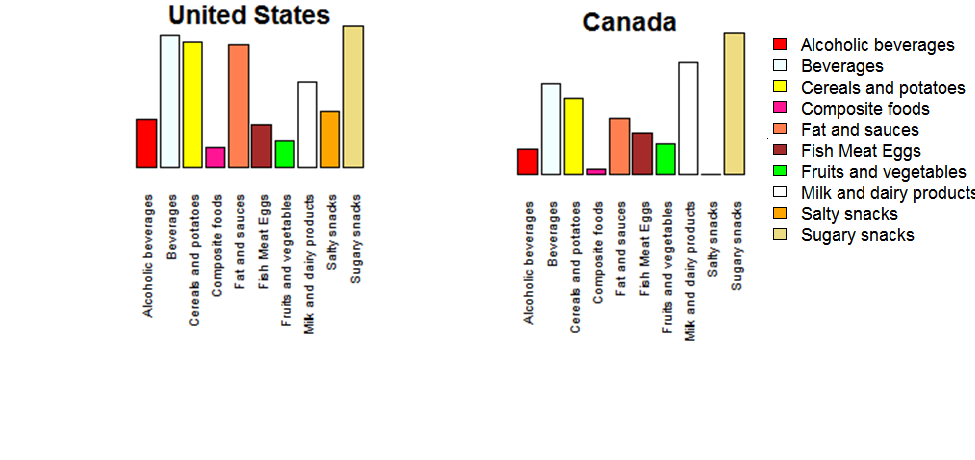 United States
Canada
Alcoholic beverages
Beverages
Cereals and potatoes
Composite foods
Fat and sauces
Fish Meat Eggs
Fruits and vegetables
Milk and dairy products
Salty snacks
Sugary snacks
Alcoholic beverages
Beverages
Cereals and potatoes
Composite foods
Fat and sauces
Fish Meat Eggs
Fruits and vegetables
Milk and dairy products
Salty snacks
Sugary snacks
Alcoholic beverages
Beverages
Cereals and potatoes
Composite foods
Fat and sauces
Fish Meat Eggs
Fruits and vegetables
Milk and dairy products
Salty snacks
Sugary snacks